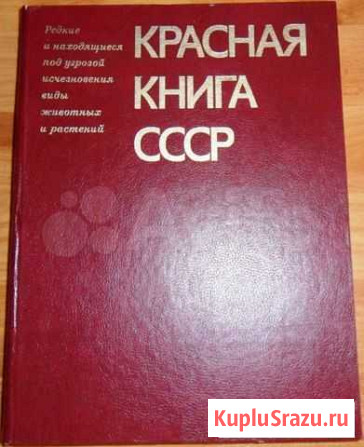 Редкие
и находящиеся
под угрозой
исчезновения
виды
животных
и растений
КРАСНАЯ
КНИГА
СССР
KupluSrazu.ru